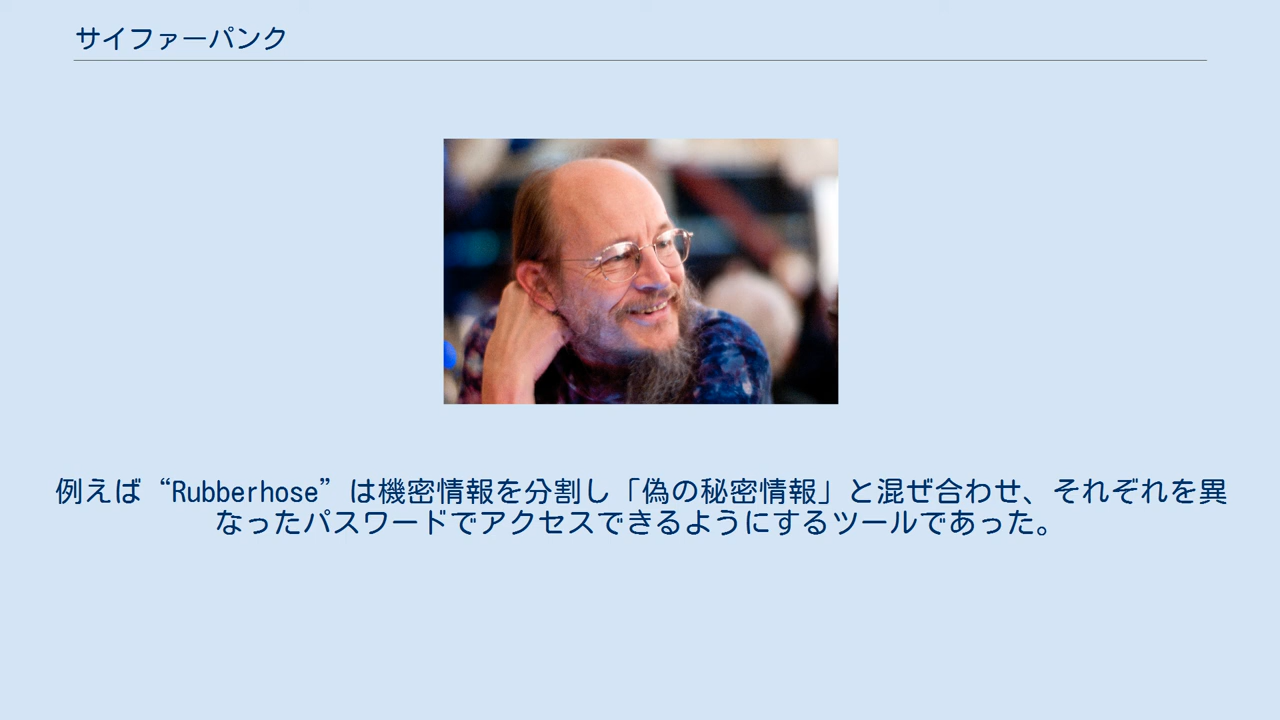 サイファーパンク
例えば“Rubberhose”は機密情報を分割し「偽の秘密情報」と混ぜ合わせ、それぞれを異
なったパスワードでアクセスできるようにするツールであった。